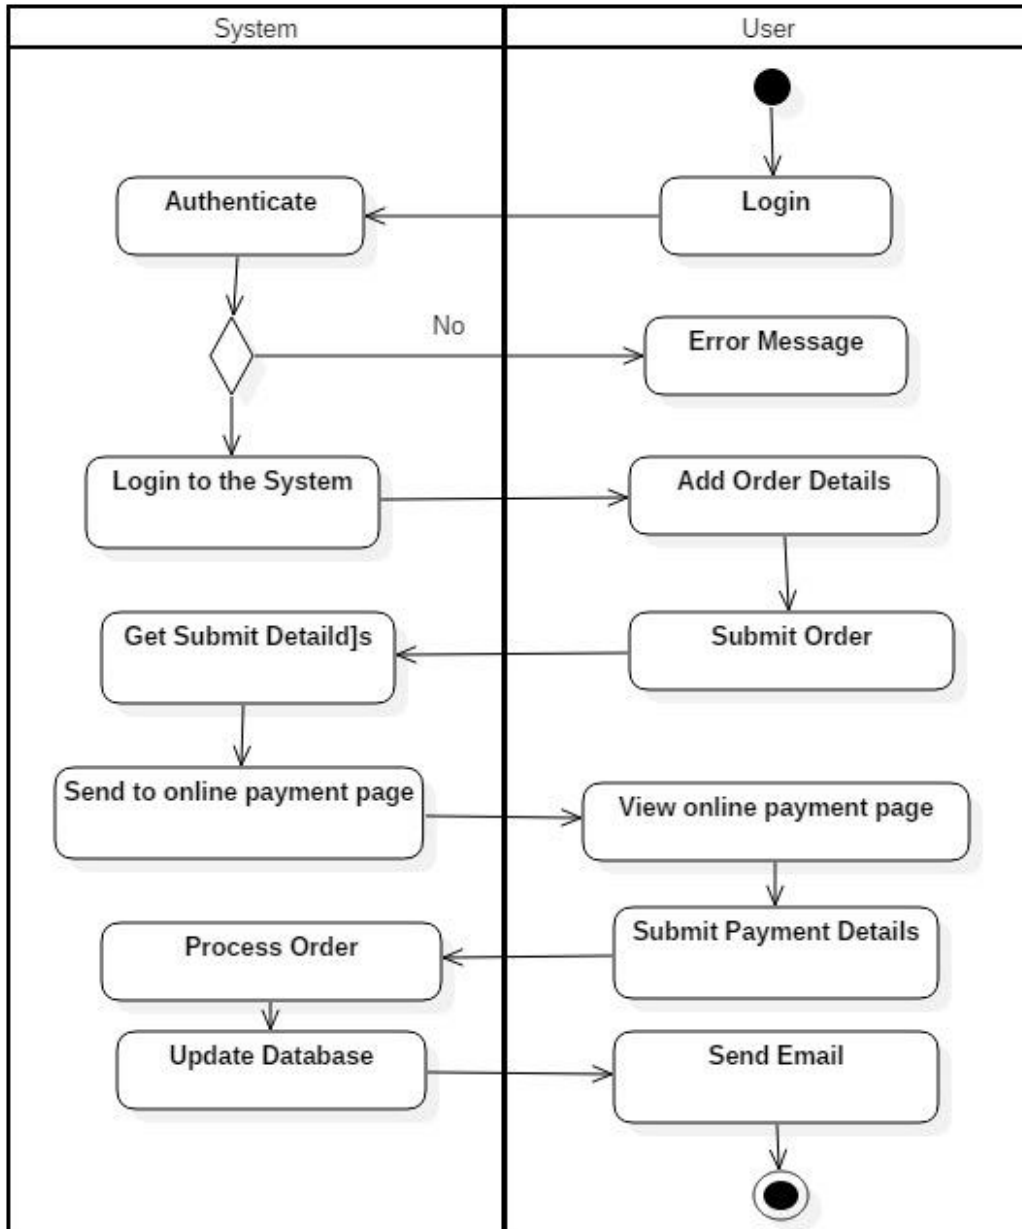 System
User
Authenticate
Login
No
Error Message
Login to the System
Add Order Details
Get Submit Detaild]s
Submit Order
Send to online payment page
View online payment page
Process Order
Submit Payment Details
Update Database
Send Email